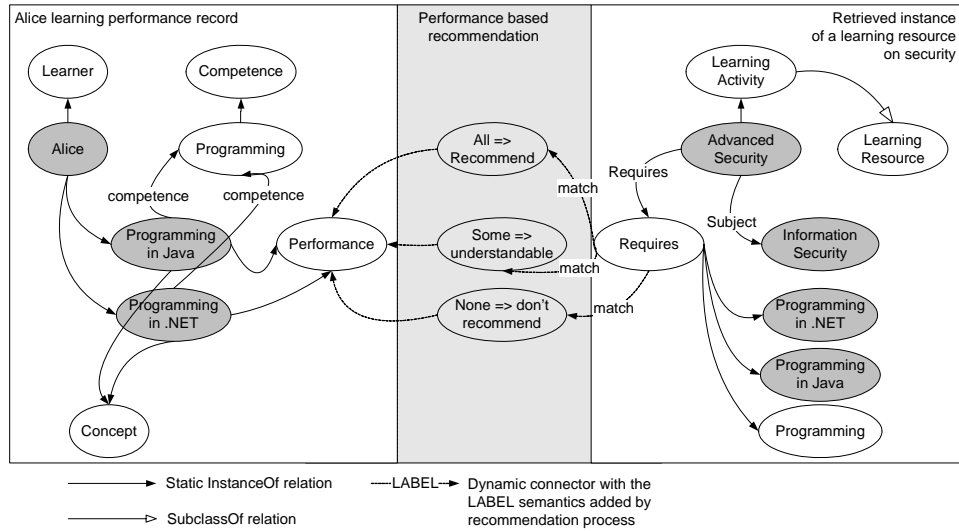 Alice learning performance record
Performance based
recommendation
Retrieved instance
of a learning resource
on security
Learner
Competence
Learning
Activity
Alice
Programming
All =>
Recommend
Advanced
Security
Learning
Resource
competence
competence
match
Requires
Subject
Programming
in Java
Performance
Some =>
understandable
match
Requires
Information
Security
Programming
in .NET
None => don't
recommend
match
Programming
in .NET
Programming
in Java
Concept
Programming
Static InstanceOf relation
LABEL
Dynamic connector with the
LABEL semantics added by
recommendation process
SubclassOf relation